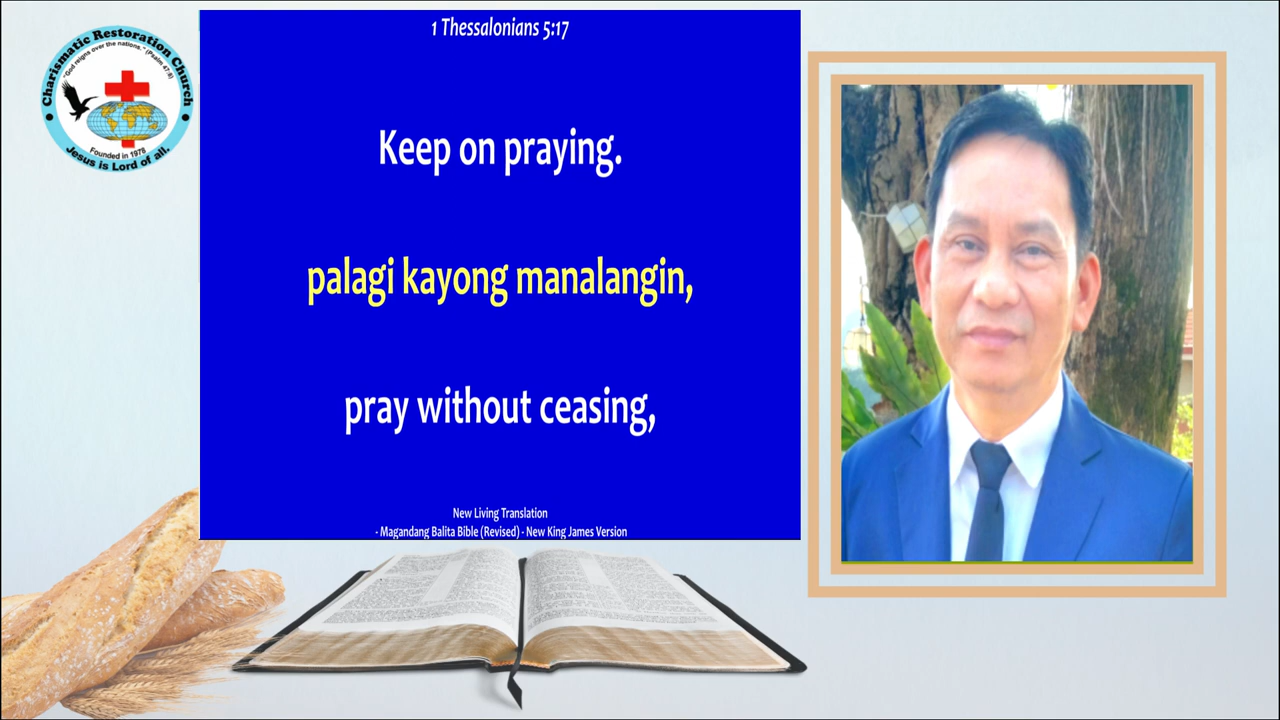 Charismatic Restoration Church
"God reigns over the nations." (Psalm 47:8)
Founded in 1978
Jesus is Lord of all.
1 Thessalonians 5:17
Keep on praying.
palagi kayong manalangin,
pray without ceasing,
New Living Translation
· Magandang Balita Bible (Revised) · New King James Version